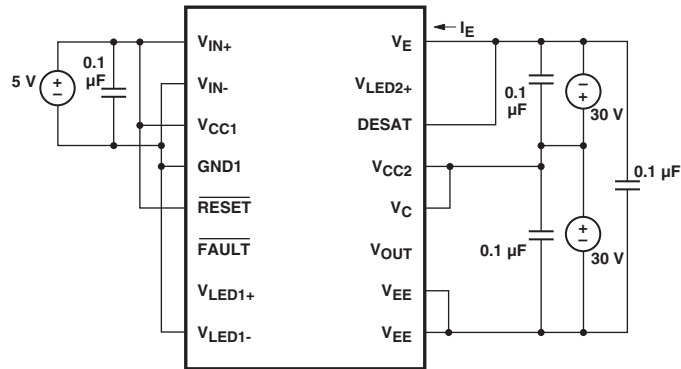 5 V
+
−
0.1
µF
V_IN+
V_IN-
V_CC1
GND1
RESET
FAULT
V_LED1+
V_LED1-
V_E
V_LED2+
DESAT
V_CC2
V_C
V_OUT
V_EE
V_EE
I_E
0.1
µF
−
+
30 V
0.1 µF
+
−
30 V
0.1 µF